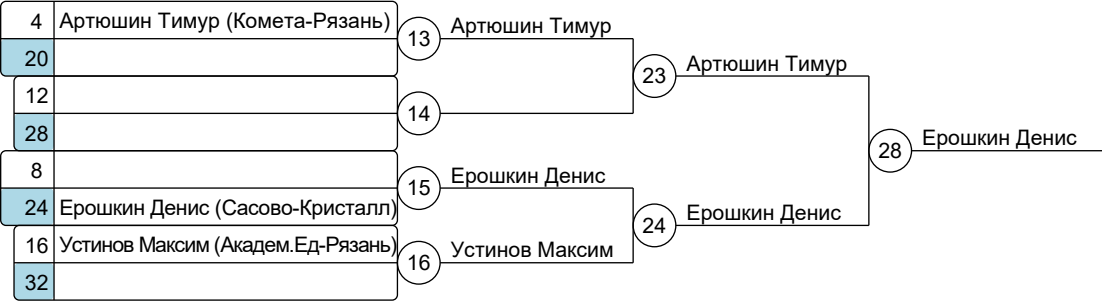 4 Артюшин Тимур (Комета-Рязань)
20
12
28
8
24 Ерошкин Денис (Сасово-Кристалл)
16 Устинов Максим (Академ.Ед-Рязань)
32
13 Артюшин Тимур
14
15 Ерошкин Денис
16 Устинов Максим
23 Артюшин Тимур
24 Ерошкин Денис
28 Ерошкин Денис